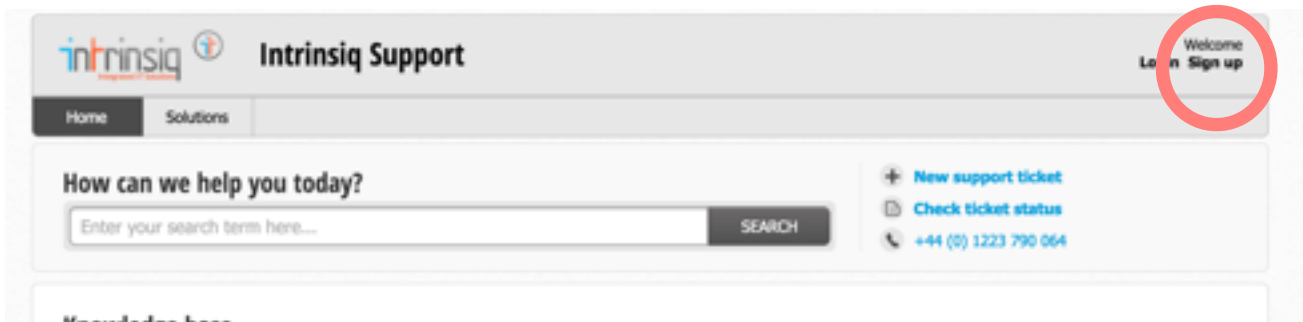 intrinsiq
Intrinsiq Support
Welcome
Sign up
Home Solutions
How can we help you today?
Enter your search term here...
SEARCH
New support ticket
Check ticket status
+44 (0) 1223 790 064